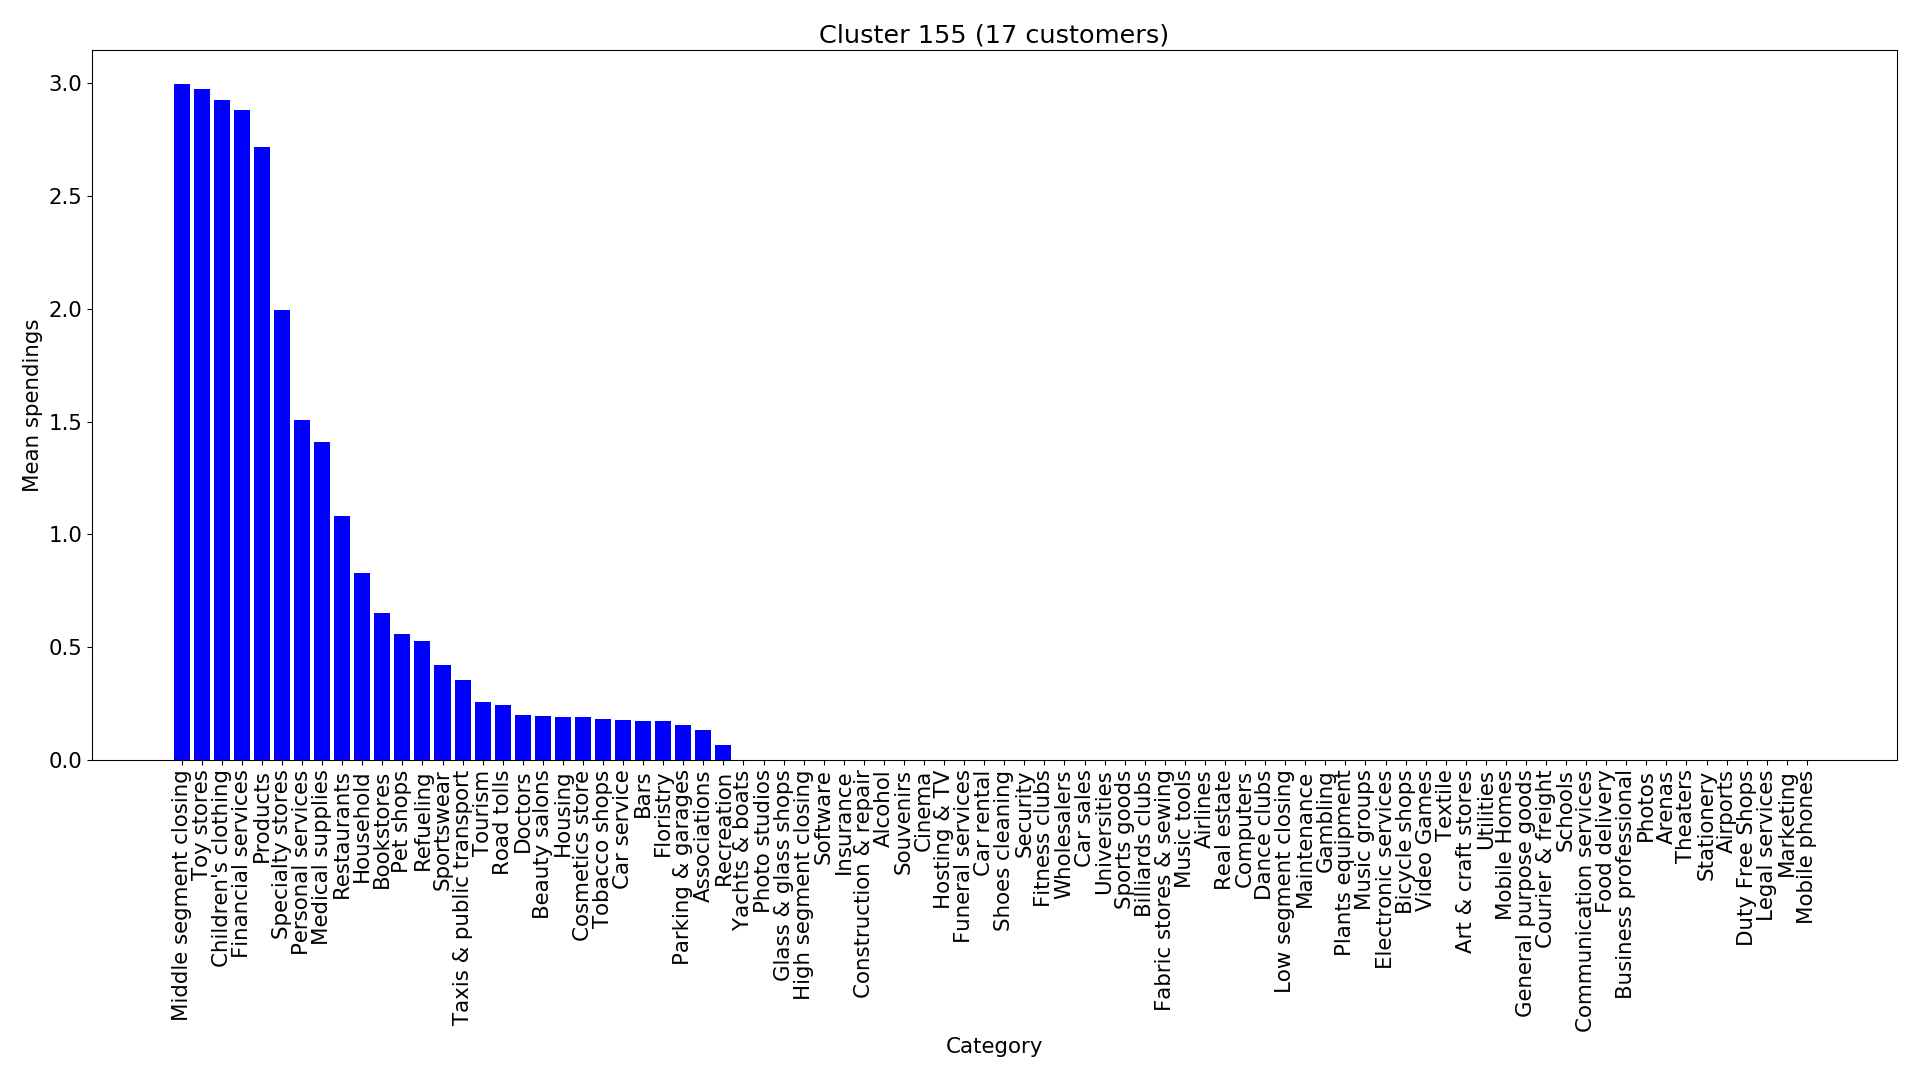 Cluster 155 (17 customers)
Mean spendings
3.0
2.5
2.0
1.5
1.0
0.5
0.0
Middle segment closing
Toy stores
Children's clothing
Financial services
Products
Specialty stores
Personal services
Medical supplies
Restaurants
Household
Bookstores
Pet shops
Refueling
Sportswear
Taxis & public transport
Tourism
Road tolls
Doctors
Beauty salons
Housing
Cosmetics store
Tobacco shops
Car service
Bars
Floristry
Parking & garages
Associations
Recreation
Yachts & boats
Photo studios
Glass & glass shops
High segment closing
Software
Insurance
Construction & repair
Alcohol
Souvenirs
Cinema
Hosting & TV
Funeral services
Car rental
Shoes cleaning
Security
Fitness clubs
Wholesalers
Car sales
Universities
Sports goods
Billiards clubs
Fabric stores & sewing
Music tools
Airlines
Real estate
Computers
Dance clubs
Low segment closing
Maintenance
Gambling
Plants equipment
Music groups
Electronic services
Bicycle shops
Video Games
Textile
Art & craft stores
Utilities
Mobile Homes
General purpose goods
Courier & freight
Schools
Communication services
Food delivery
Business professional
Photos
Arenas
Theaters
Stationery
Airports
Duty Free Shops
Legal services
Marketing
Mobile phones
Category